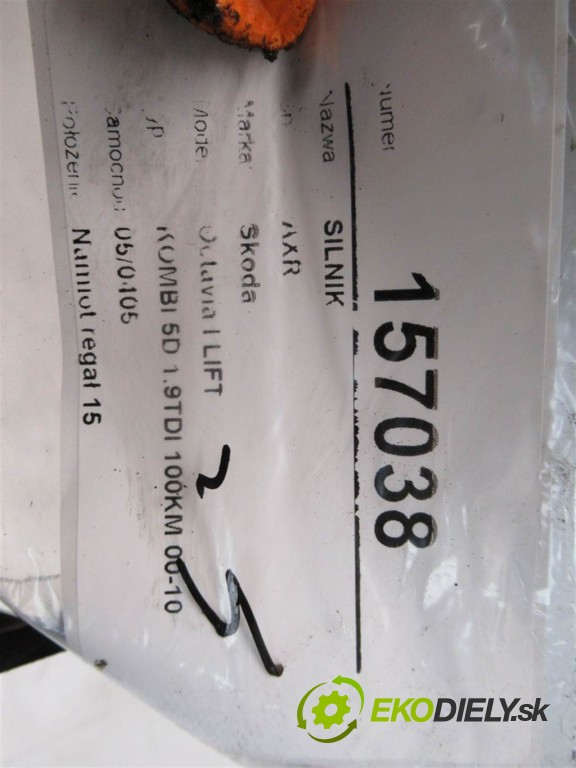 Numer 157038
Nazwa SILNIK
AXR
Marka Skoda
Model Octavia I LIFT
Typ KOMBI 5D 1.9TDI 100KM 00-10
Samochód 05/0405
Położenie Namiot regał 15
EKODIELY.sk